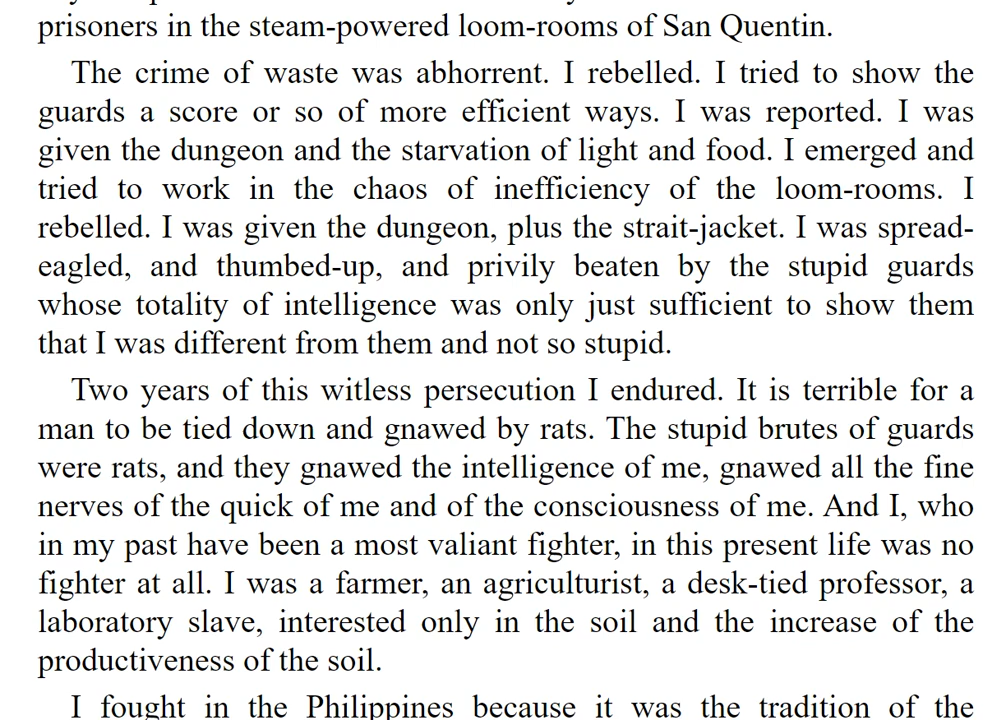 prisoners in the steam-powered loom-rooms of San Quentin.
The crime of waste was abhorrent. I rebelled. I tried to show the
guards a score or so of more efficient ways. I was reported. I was
given the dungeon and the starvation of light and food. I emerged and
tried to work in the chaos of inefficiency of the loom-rooms. I
rebelled. I was given the dungeon, plus the strait-jacket. I was spread-
eagled, and thumbed-up, and privily beaten by the stupid guards
whose totality of intelligence was only just sufficient to show them
that I was different from them and not so stupid.
Two years of this witless persecution I endured. It is terrible for a
man to be tied down and gnawed by rats. The stupid brutes of guards
were rats, and they gnawed the intelligence of me, gnawed all the fine
nerves of the quick of me and of the consciousness of me. And I, who
in my past have been a most valiant fighter, in this present life was no
fighter at all. I was a farmer, an agriculturist, a desk-tied professor, a
laboratory slave, interested only in the soil and the increase of the
productiveness of the soil.
I fought in the Philippines because it was the tradition of the